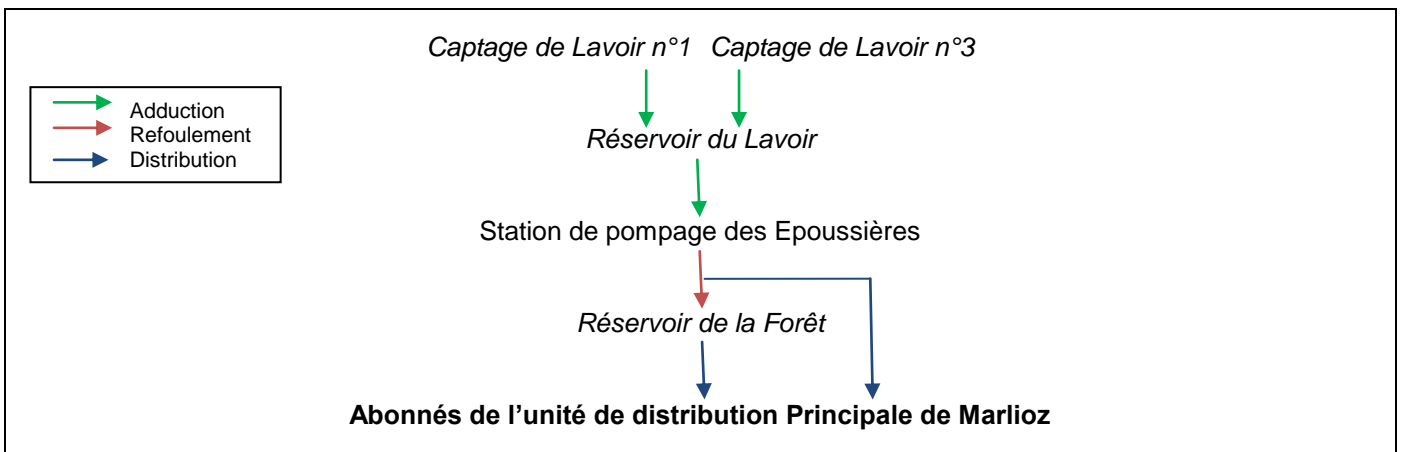 Captage de Lavoir n°1 Captage de Lavoir n°3
Adduction
Refoulement
Distribution
Réservoir du Lavoir
Station de pompage des Epoussières
Réservoir de la Forêt
Abonnés de l’unité de distribution Principale de Marlioz